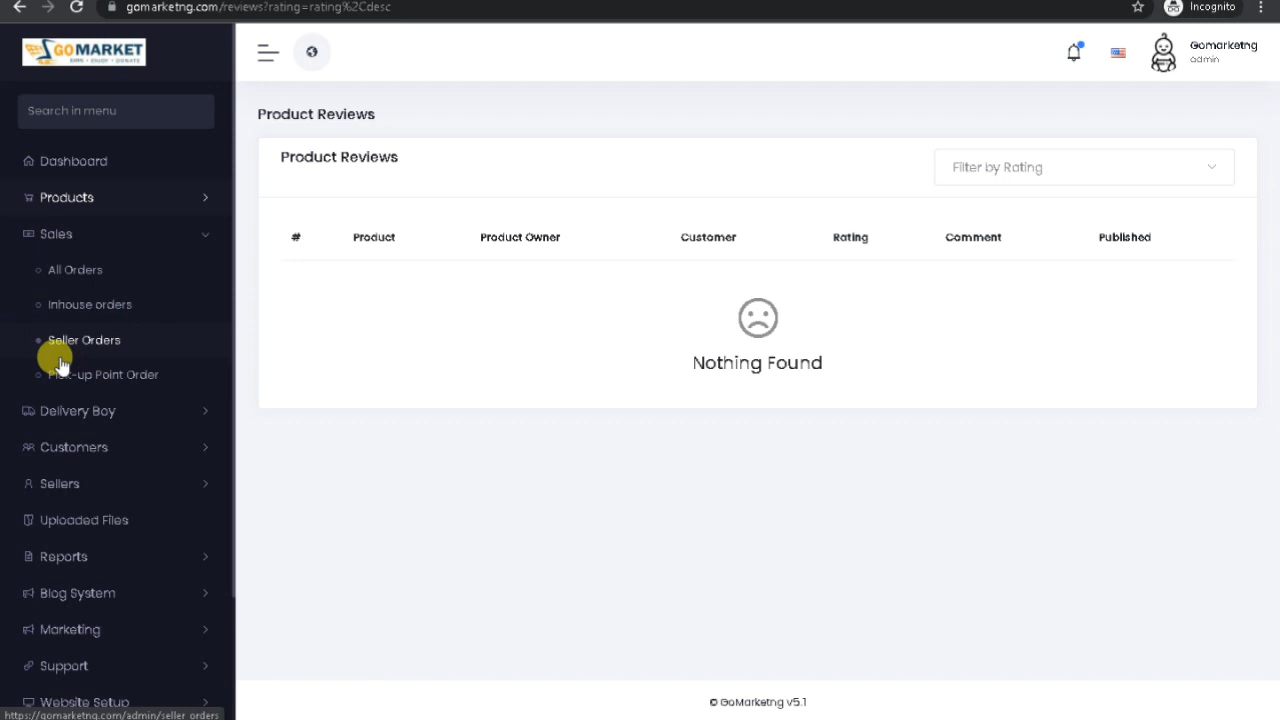 gomarketng.com/reviews?rating=rating%2Cdesc
Incognito
GOMARKET
Search in menu
Dashboard
Products
Sales
All Orders
Inhouse orders
Seller Orders
Pick-up Point Order
Delivery Boy
Customers
Sellers
Uploaded Files
Reports
Blog System
Marketing
Support
Website Setup
https://gomarketng.com/admin/seller_orders
Gomarketng
admin
Product Reviews
Product Reviews
Filter by Rating
# Product Product Owner Customer Rating Comment Published
Nothing Found
© GoMarketng v5.1